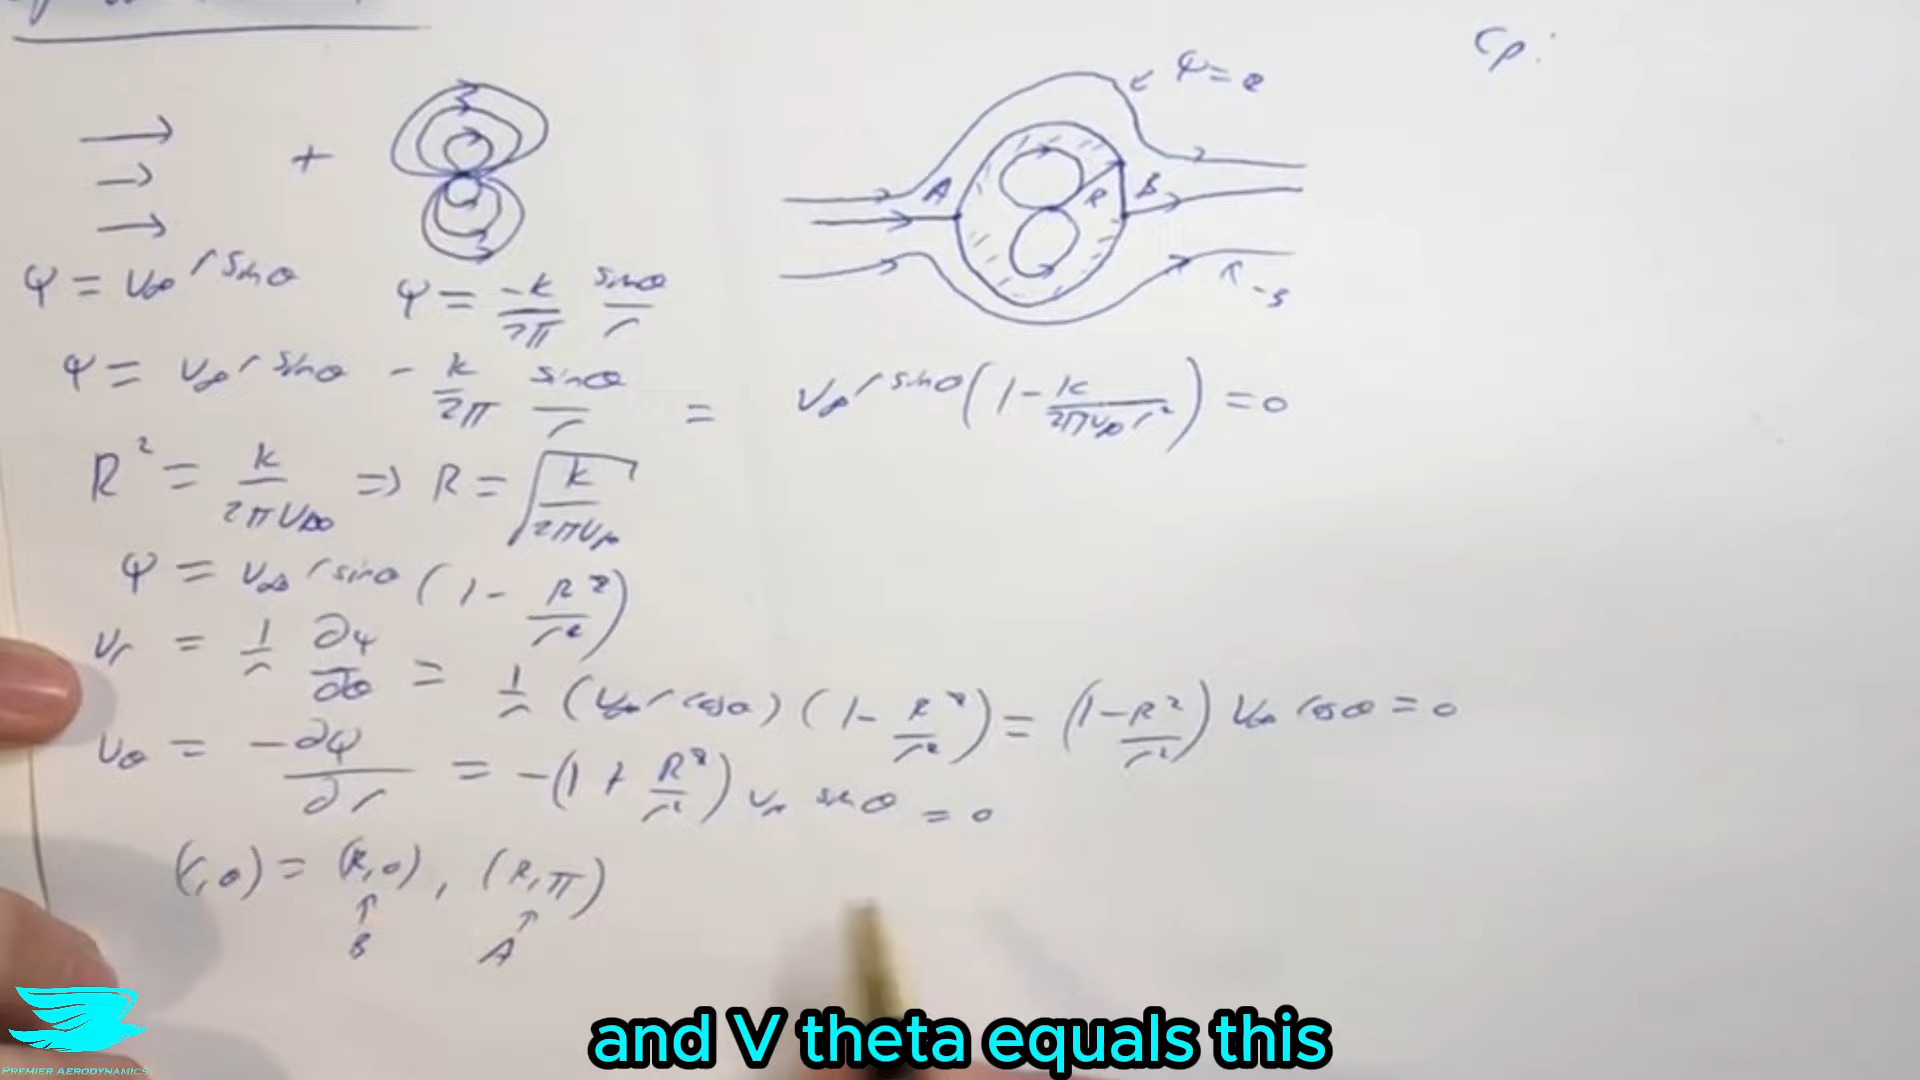 Cp:
ψ = 2
+
A
R
B
-5
ψ = V∞ r sinθ
ψ = -k/2π sinθ/r
ψ = V∞ r sinθ - k/2π sinθ/r = V∞ r sinθ (1 - k/2πV∞ r²) = 0
R² = k/2πV∞ => R = √k/2πV∞
ψ = V∞ r sinθ (1 - R²/r²)
Vr = 1/r ∂ψ/∂θ = 1/r (V∞ r cosθ) (1 - R²/r²) = (1 - R²/r²) V∞ cosθ = 0
Vθ = -∂ψ/∂r = -(1 + R²/r²) V∞ sinθ = 0
(r,θ) = (R,0), (R,π)
↑ ↑
B A
and V theta equals this
PREMIER AERODYNAMICS